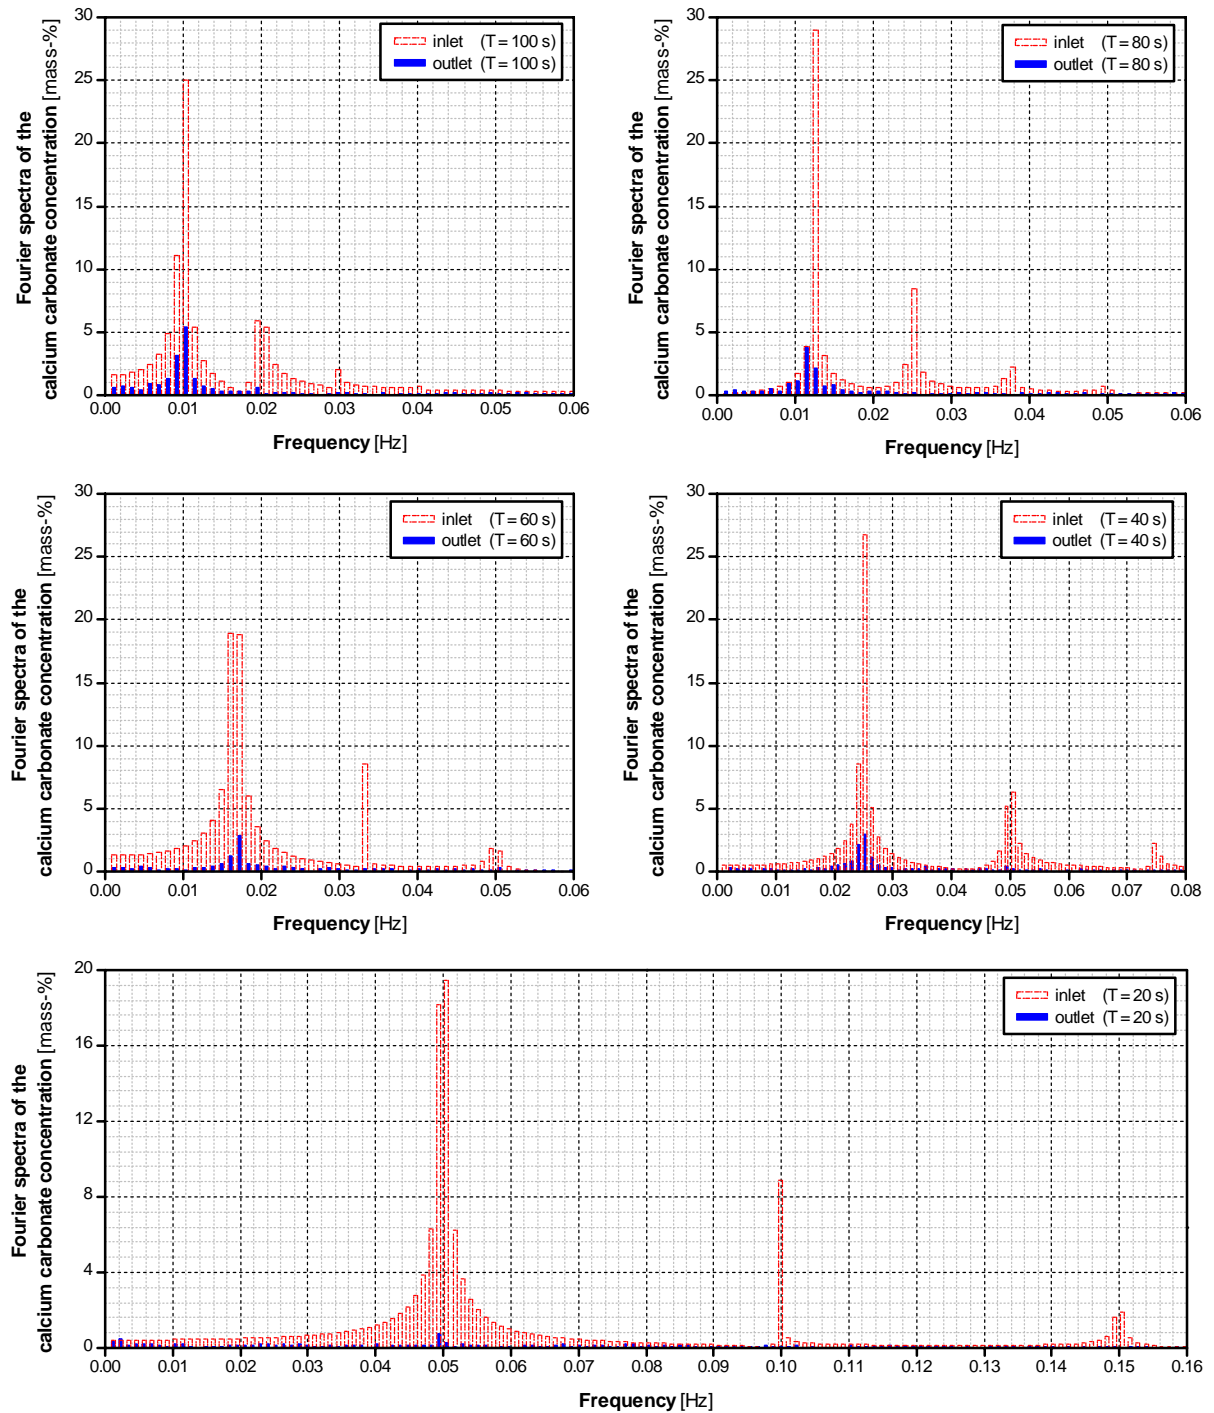 30
25
20
15
10
5
0
Fourier spectra of the
calcium carbonate concentration [mass-%]
inlet (T = 100 s)
outlet (T = 100 s)
0.00 0.01 0.02 0.03 0.04 0.05 0.06
Frequency [Hz]
30
25
20
15
10
5
0
Fourier spectra of the
calcium carbonate concentration [mass-%]
inlet (T = 80 s)
outlet (T = 80 s)
0.00 0.01 0.02 0.03 0.04 0.05 0.06
Frequency [Hz]
30
25
20
15
10
5
0
Fourier spectra of the
calcium carbonate concentration [mass-%]
inlet (T = 60 s)
outlet (T = 60 s)
0.00 0.01 0.02 0.03 0.04 0.05 0.06
Frequency [Hz]
30
25
20
15
10
5
0
Fourier spectra of the
calcium carbonate concentration [mass-%]
inlet (T = 40 s)
outlet (T = 40 s)
0.00 0.01 0.02 0.03 0.04 0.05 0.06 0.07 0.08
Frequency [Hz]
20
16
12
8
4
0
Fourier spectra of the
calcium carbonate concentration [mass-%]
inlet (T = 20 s)
outlet (T = 20 s)
0.00 0.01 0.02 0.03 0.04 0.05 0.06 0.07 0.08 0.09 0.10 0.11 0.12 0.13 0.14 0.15 0.16
Frequency [Hz]